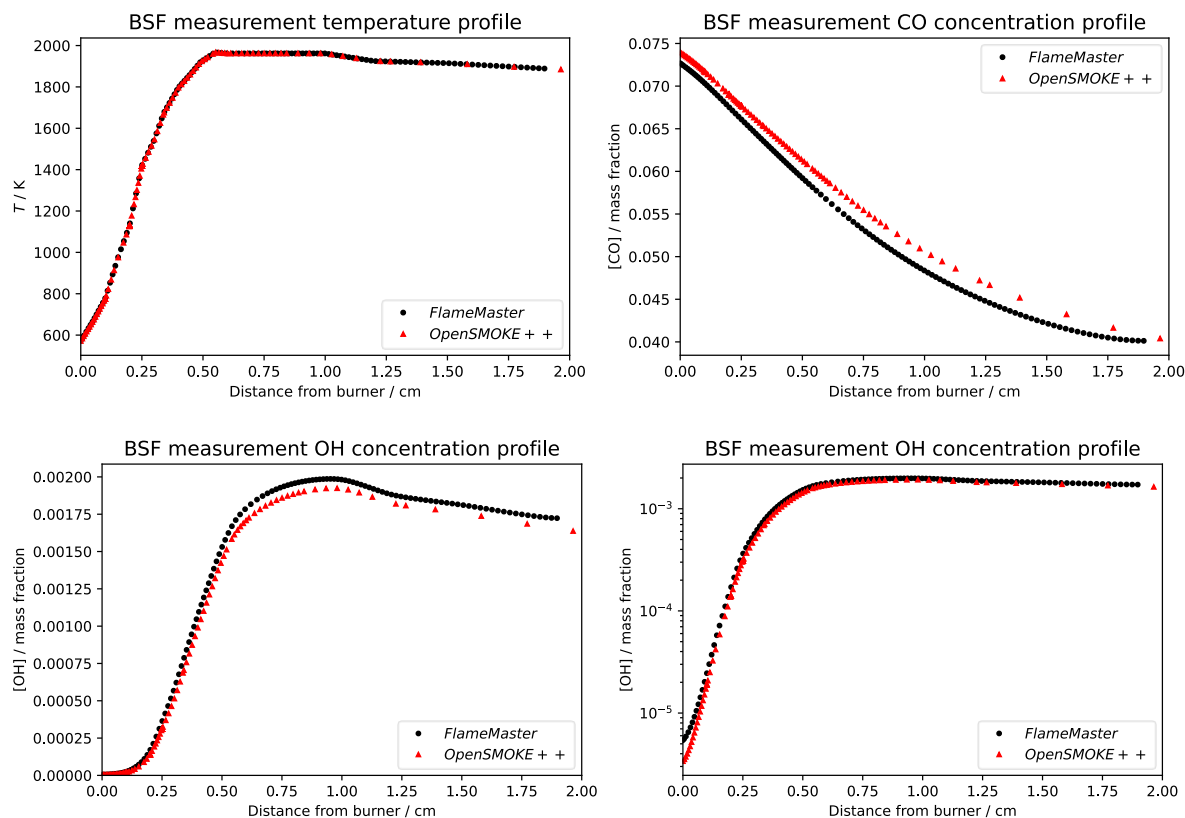 BSF measurement temperature profile
2000
1800
1600
1400
1200
1000
800
600
T / K
0.00 0.25 0.50 0.75 1.00 1.25 1.50 1.75 2.00
Distance from burner / cm
FlameMaster
OpenSMOKE + +
BSF measurement CO concentration profile
0.075
0.070
0.065
0.060
0.055
0.050
0.045
0.040
[CO] / mass fraction
0.00 0.25 0.50 0.75 1.00 1.25 1.50 1.75 2.00
Distance from burner / cm
FlameMaster
OpenSMOKE + +
BSF measurement OH concentration profile
0.00200
0.00175
0.00150
0.00125
0.00100
0.00075
0.00050
0.00025
0.00000
[OH] / mass fraction
0.00 0.25 0.50 0.75 1.00 1.25 1.50 1.75 2.00
Distance from burner / cm
FlameMaster
OpenSMOKE + +
BSF measurement OH concentration profile
10⁻³
10⁻⁴
10⁻⁵
[OH] / mass fraction
0.00 0.25 0.50 0.75 1.00 1.25 1.50 1.75 2.00
Distance from burner / cm
FlameMaster
OpenSMOKE + +